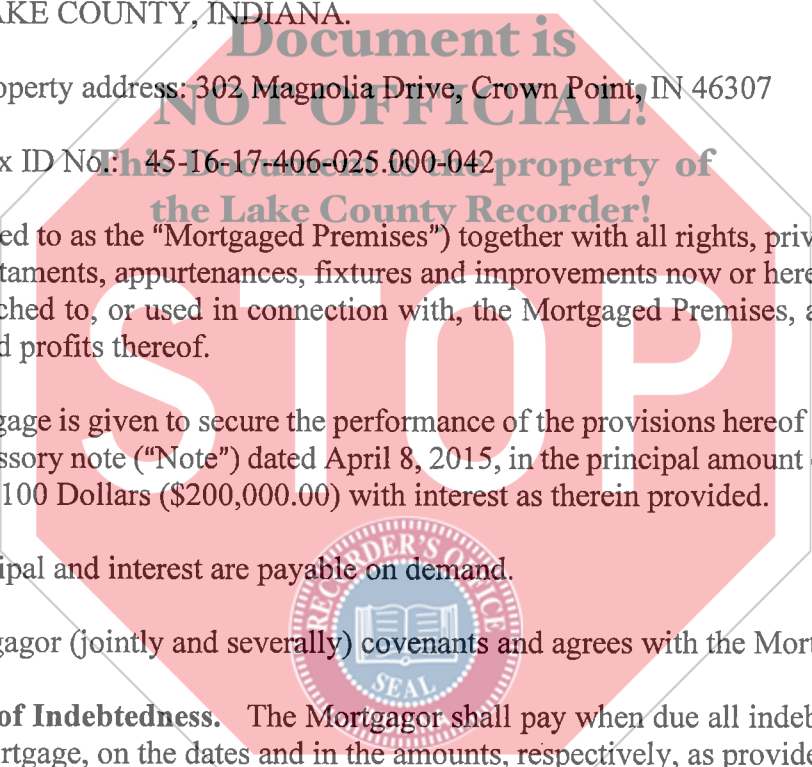 AKE COUNTY, INDIANA.
Document is
operty address: 302 Magnolia Drive, Crown Point, IN 46307
NOT OFFICIAL!
x ID No.: 45-16-17-406-025.000-042
This Document is the property of
the Lake County Recorder!
ed to as the “Mortgaged Premises”) together with all rights, priv
taments, appurtenances, fixtures and improvements now or here
ched to, or used in connection with, the Mortgaged Premises, a
d profits thereof.
STOP
gage is given to secure the performance of the provisions hereof
ssory note (“Note”) dated April 8, 2015, in the principal amount
100 Dollars ($200,000.00) with interest as therein provided.
ipal and interest are payable on demand.
RECORDER'S OFFICE
SEAL
gagor (jointly and severally) covenants and agrees with the Mort
of Indebtedness. The Mortgagor shall pay when due all indeb
rtgage, on the dates and in the amounts, respectively, as provide